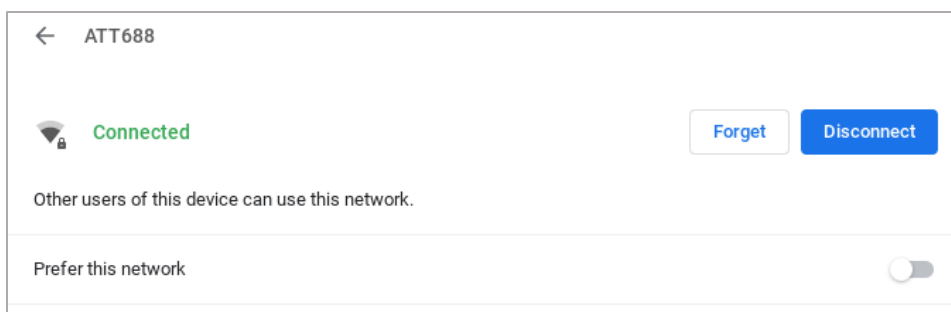 ATT688
Connected
Forget
Disconnect
Other users of this device can use this network.
Prefer this network